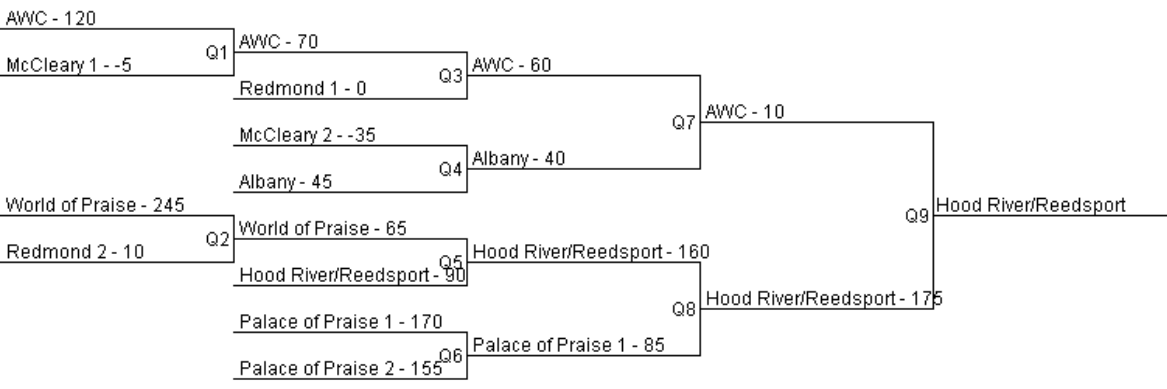 AWC - 120
McCleary 1 - -5
Q1
AWC - 70
Redmond 1 - 0
Q3
AWC - 60
McCleary 2 - -35
Albany - 45
Q4
Albany - 40
Q7
AWC - 10
World of Praise - 245
Redmond 2 - 10
Q2
World of Praise - 65
Hood River/Reedsport - 90
Q5
Hood River/Reedsport - 160
Palace of Praise 1 - 170
Palace of Praise 2 - 155
Q6
Palace of Praise 1 - 85
Q8
Hood River/Reedsport - 175
Q9
Hood River/Reedsport